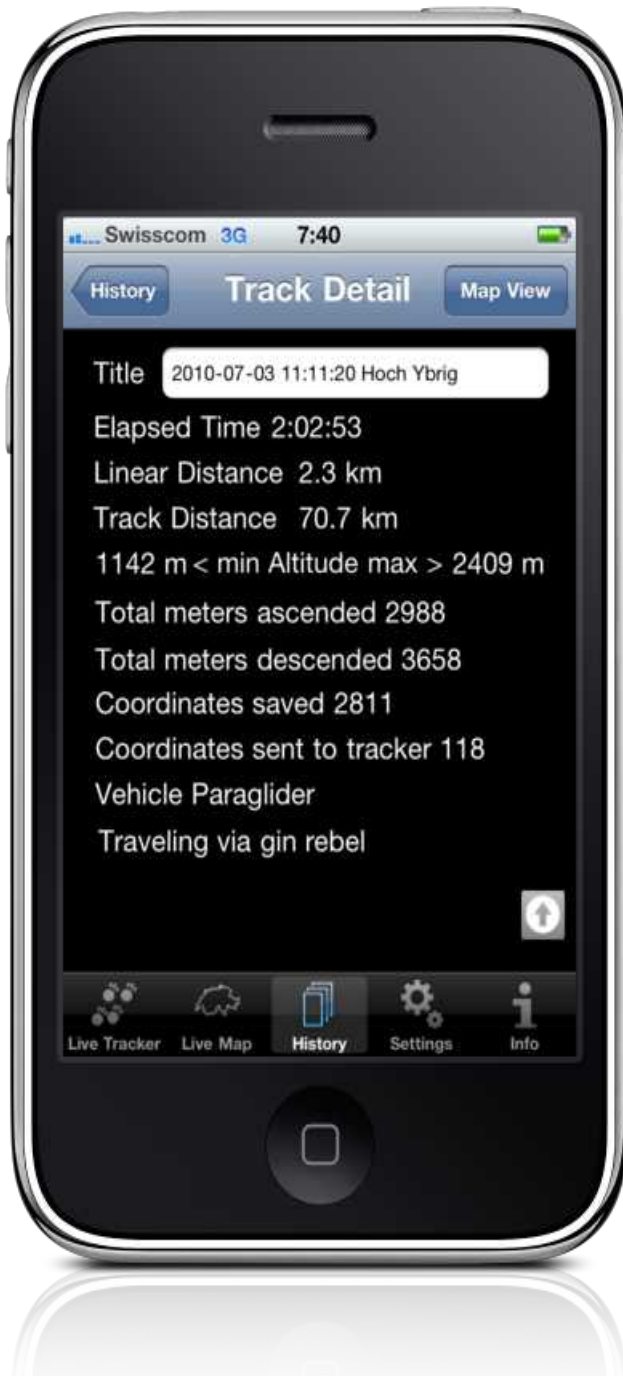 Swisscom 3G 7:40
History Track Detail Map View
Title 2010-07-03 11:11:20 Hoch Ybrig
Elapsed Time 2:02:53
Linear Distance 2.3 km
Track Distance 70.7 km
1142 m < min Altitude max > 2409 m
Total meters ascended 2988
Total meters descended 3658
Coordinates saved 2811
Coordinates sent to tracker 118
Vehicle Paraglider
Traveling via gin rebel
Live Tracker Live Map History Settings Info